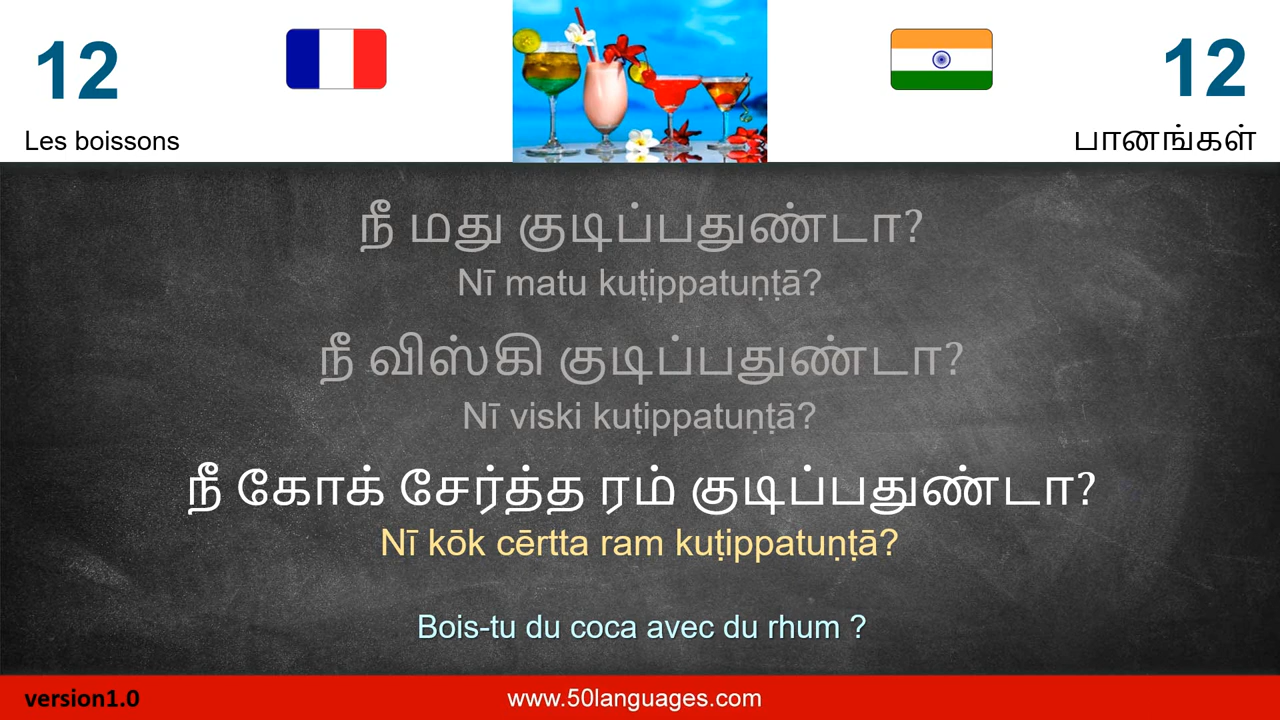 12
12
Les boissons
பானங்கள்
நீ மது குடிப்பதுண்டா?
Nī matu kuṭippatuṇṭā?
நீ விஸ்கி குடிப்பதுண்டா?
Nī viski kuṭippatuṇṭā?
நீ கோக் சேர்த்த ரம் குடிப்பதுண்டா?
Nī kōk cērtta ram kuṭippatuṇṭā?
Bois-tu du coca avec du rhum ?
version1.0
www.50languages.com